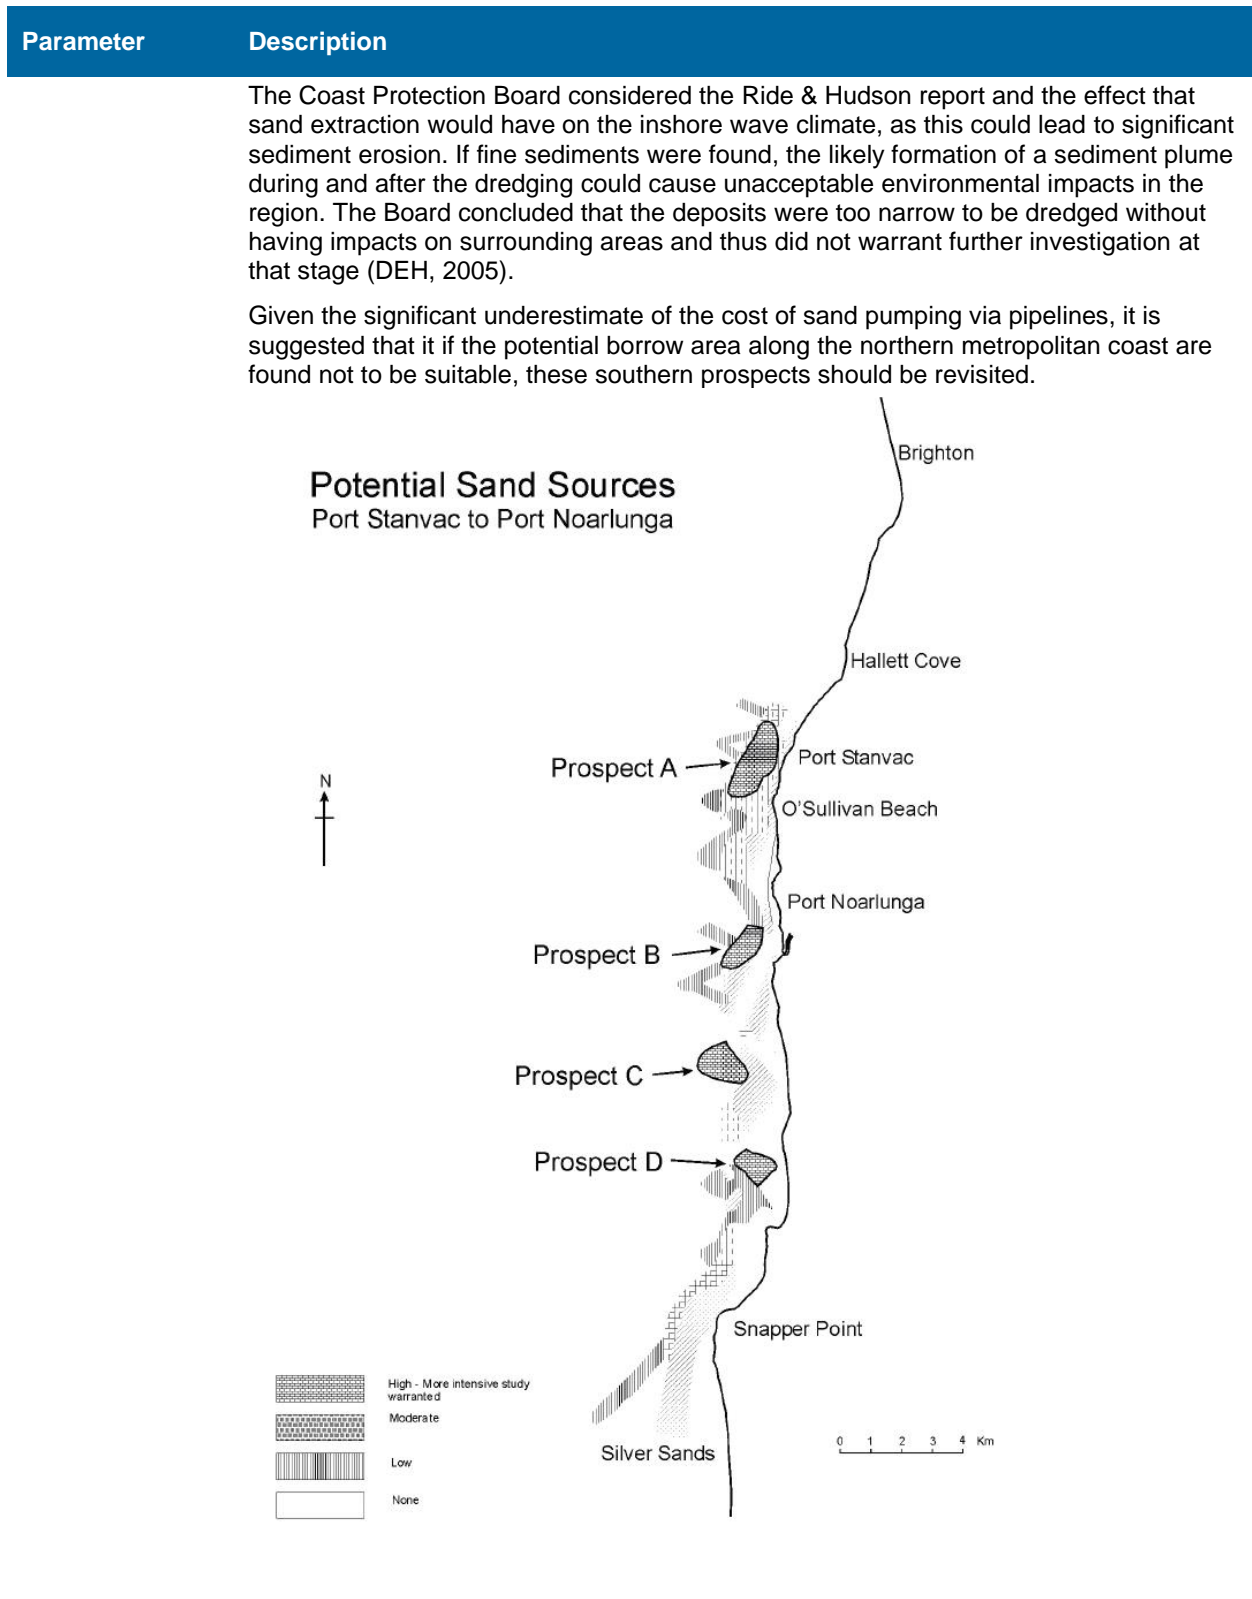 Parameter Description
The Coast Protection Board considered the Ride & Hudson report and the effect that
sand extraction would have on the inshore wave climate, as this could lead to significant
sediment erosion. If fine sediments were found, the likely formation of a sediment plume
during and after the dredging could cause unacceptable environmental impacts in the
region. The Board concluded that the deposits were too narrow to be dredged without
having impacts on surrounding areas and thus did not warrant further investigation at
that stage (DEH, 2005).
Given the significant underestimate of the cost of sand pumping via pipelines, it is
suggested that it if the potential borrow area along the northern metropolitan coast are
found not to be suitable, these southern prospects should be revisited.
Brighton
Potential Sand Sources
Port Stanvac to Port Noarlunga
Hallett Cove
Port Stanvac
Prospect A
N
O'Sullivan Beach
Port Noarlunga
Prospect B
Prospect C
Prospect D
Snapper Point
High - More intensive study
warranted
Moderate
Silver Sands
0 1 2 3 4 Km
Low
None